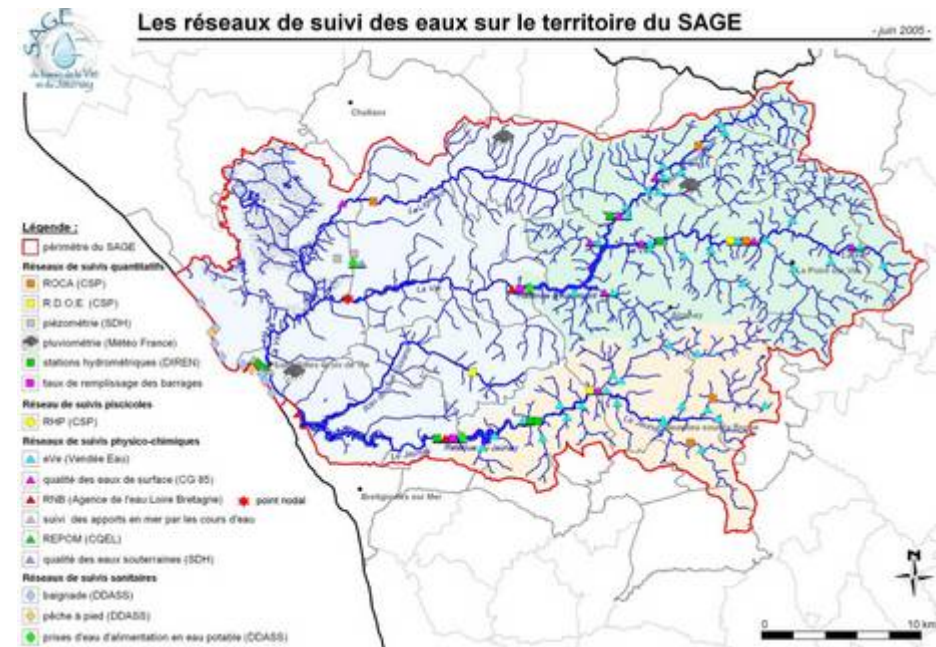 Les réseaux de suivi des eaux sur le territoire du SAGE
- juin 2005 -
SAGE
Challans
Légende :
périmètre du SAGE
Réseaux de suivis quantitatifs
ROCA (CSP)
R.D.O.E (CSP)
piézométrie (SDH)
pluviométrie (Météo France)
stations hydrométriques (DIREN)
taux de remplissage des barrages
Réseau de suivis piscicoles
RHP (CSP)
Réseaux de suivis physico-chimiques
eVe (Vendée Eau)
qualité des eaux de surface (CG 85)
RNB (Agence de l'eau Loire Bretagne)
point nodal
suivi des apports en mer par les cours d'eau
REPOM (CQEL)
qualité des eaux souterraines (SDH)
Réseaux de suivis sanitaires
baignade (DDASS)
pêche à pied (DDASS)
prises d'eau d'alimentation en eau potable (DDASS)
La Vie
Le Jaunay
Bretignolles sur Mer
N
0
10 km